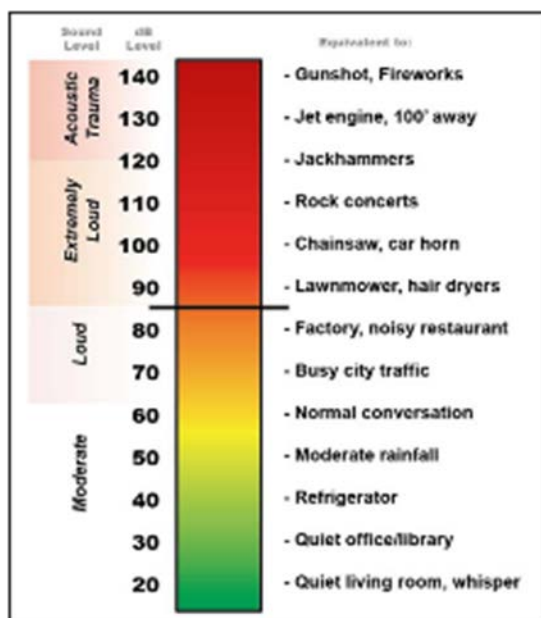 Sound Level
dB Level
Equivalent to:
Acoustic Trauma
Extremely Loud
Loud
Moderate
140 - Gunshot, Fireworks
130 - Jet engine, 100' away
120 - Jackhammers
110 - Rock concerts
100 - Chainsaw, car horn
90 - Lawnmower, hair dryers
80 - Factory, noisy restaurant
70 - Busy city traffic
60 - Normal conversation
50 - Moderate rainfall
40 - Refrigerator
30 - Quiet office/library
20 - Quiet living room, whisper